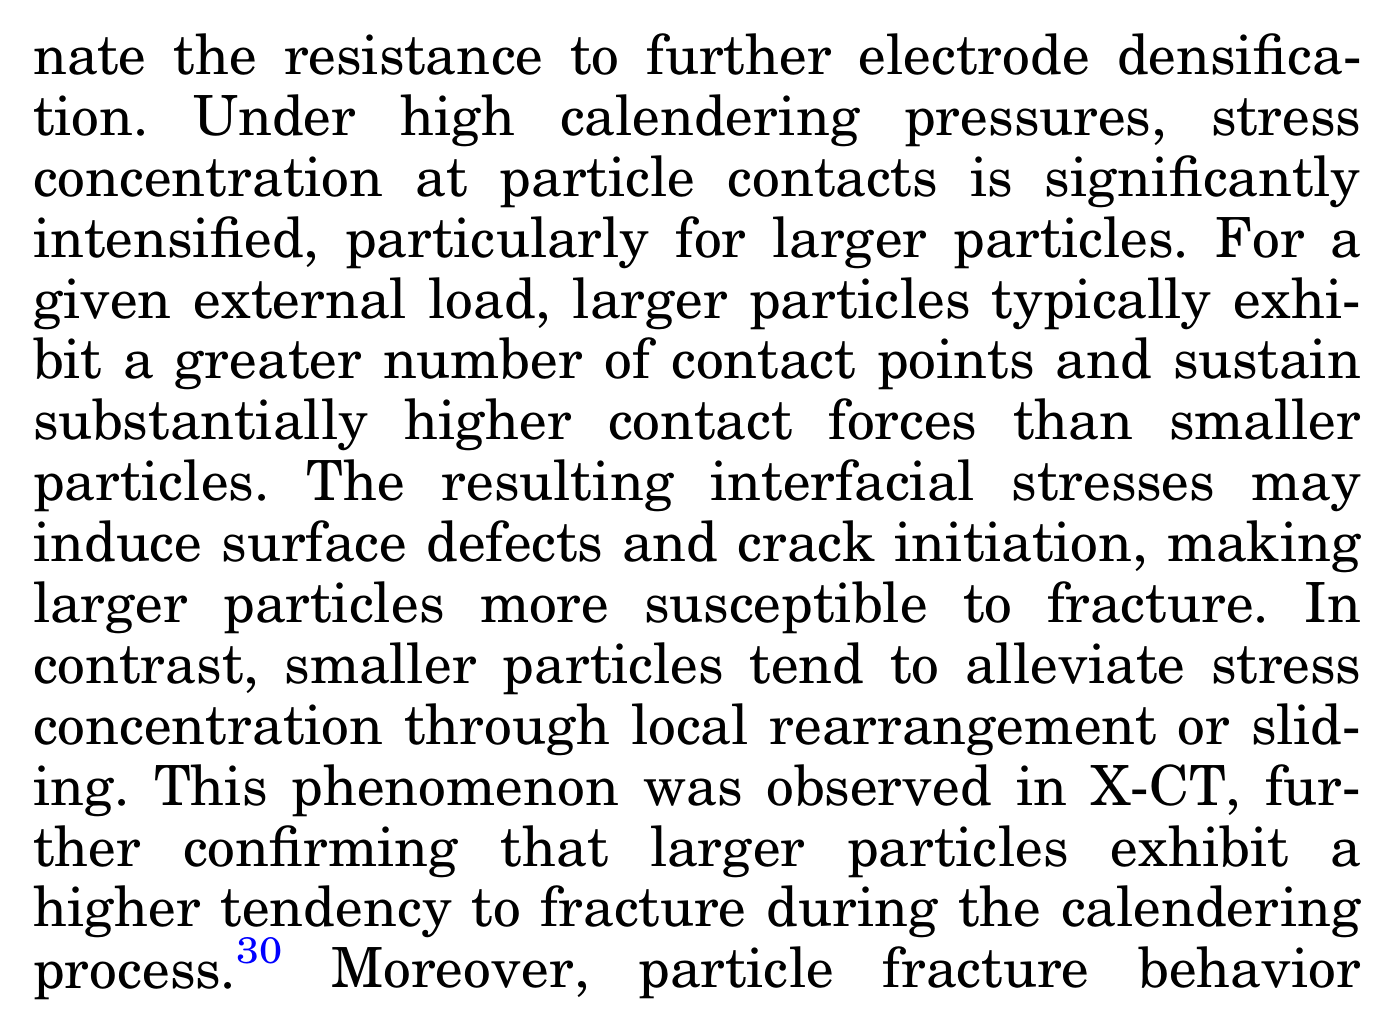 nate the resistance to further electrode densifica-
tion. Under high calendering pressures, stress
concentration at particle contacts is significantly
intensified, particularly for larger particles. For a
given external load, larger particles typically exhi-
bit a greater number of contact points and sustain
substantially higher contact forces than smaller
particles. The resulting interfacial stresses may
induce surface defects and crack initiation, making
larger particles more susceptible to fracture. In
contrast, smaller particles tend to alleviate stress
concentration through local rearrangement or slid-
ing. This phenomenon was observed in X-CT, fur-
ther confirming that larger particles exhibit a
higher tendency to fracture during the calendering
process.30 Moreover, particle fracture behavior